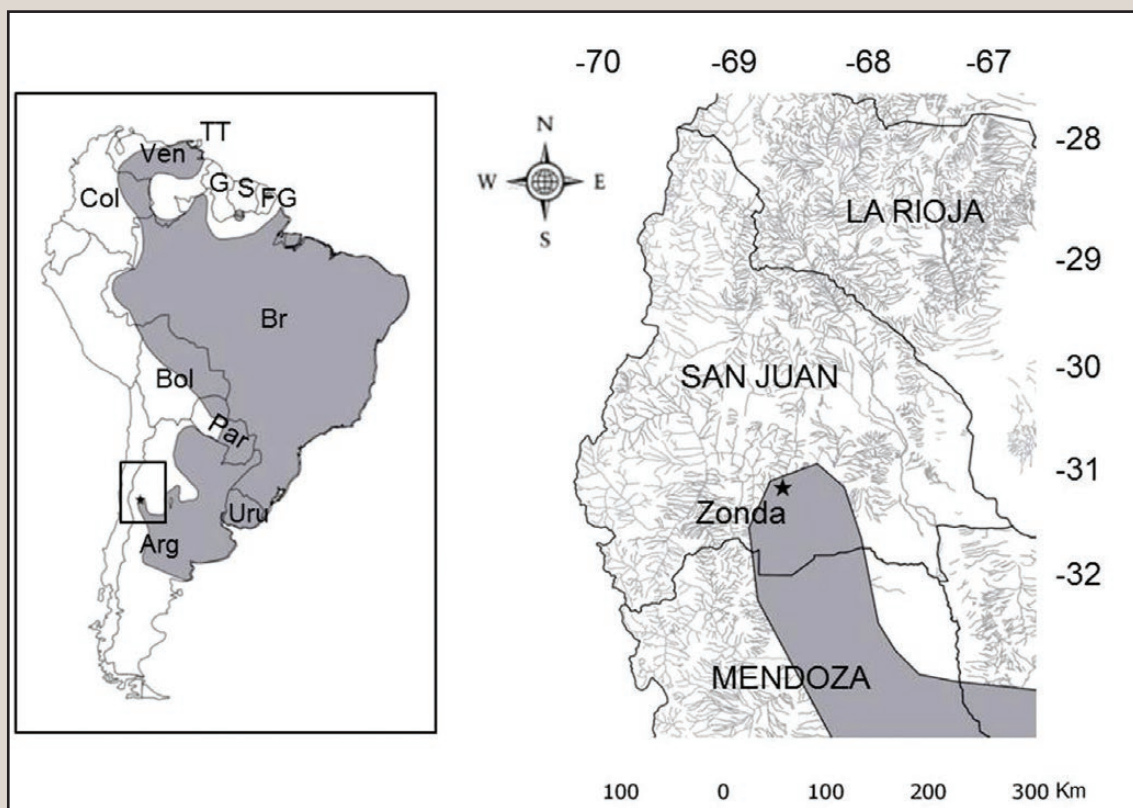 -70 -69 -68 -67
TT
Ven
Col
G S FG
Br
Bol
Par
Uru
Arg
N
W E
S
-28
LA RIOJA
-29
-30
SAN JUAN
-31
Zonda
-32
MENDOZA
100 0 100 200 300 Km